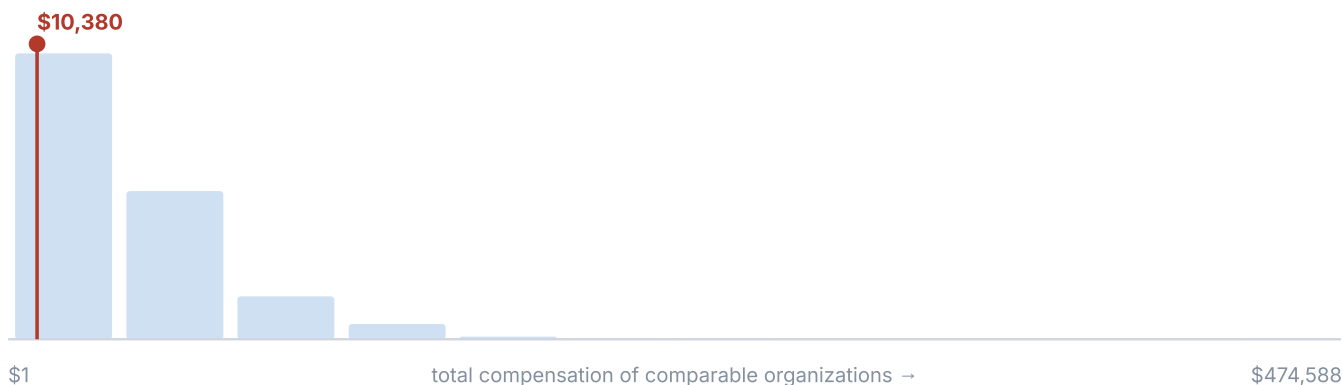 $10,380
$1 total compensation of comparable organizations → $474,588